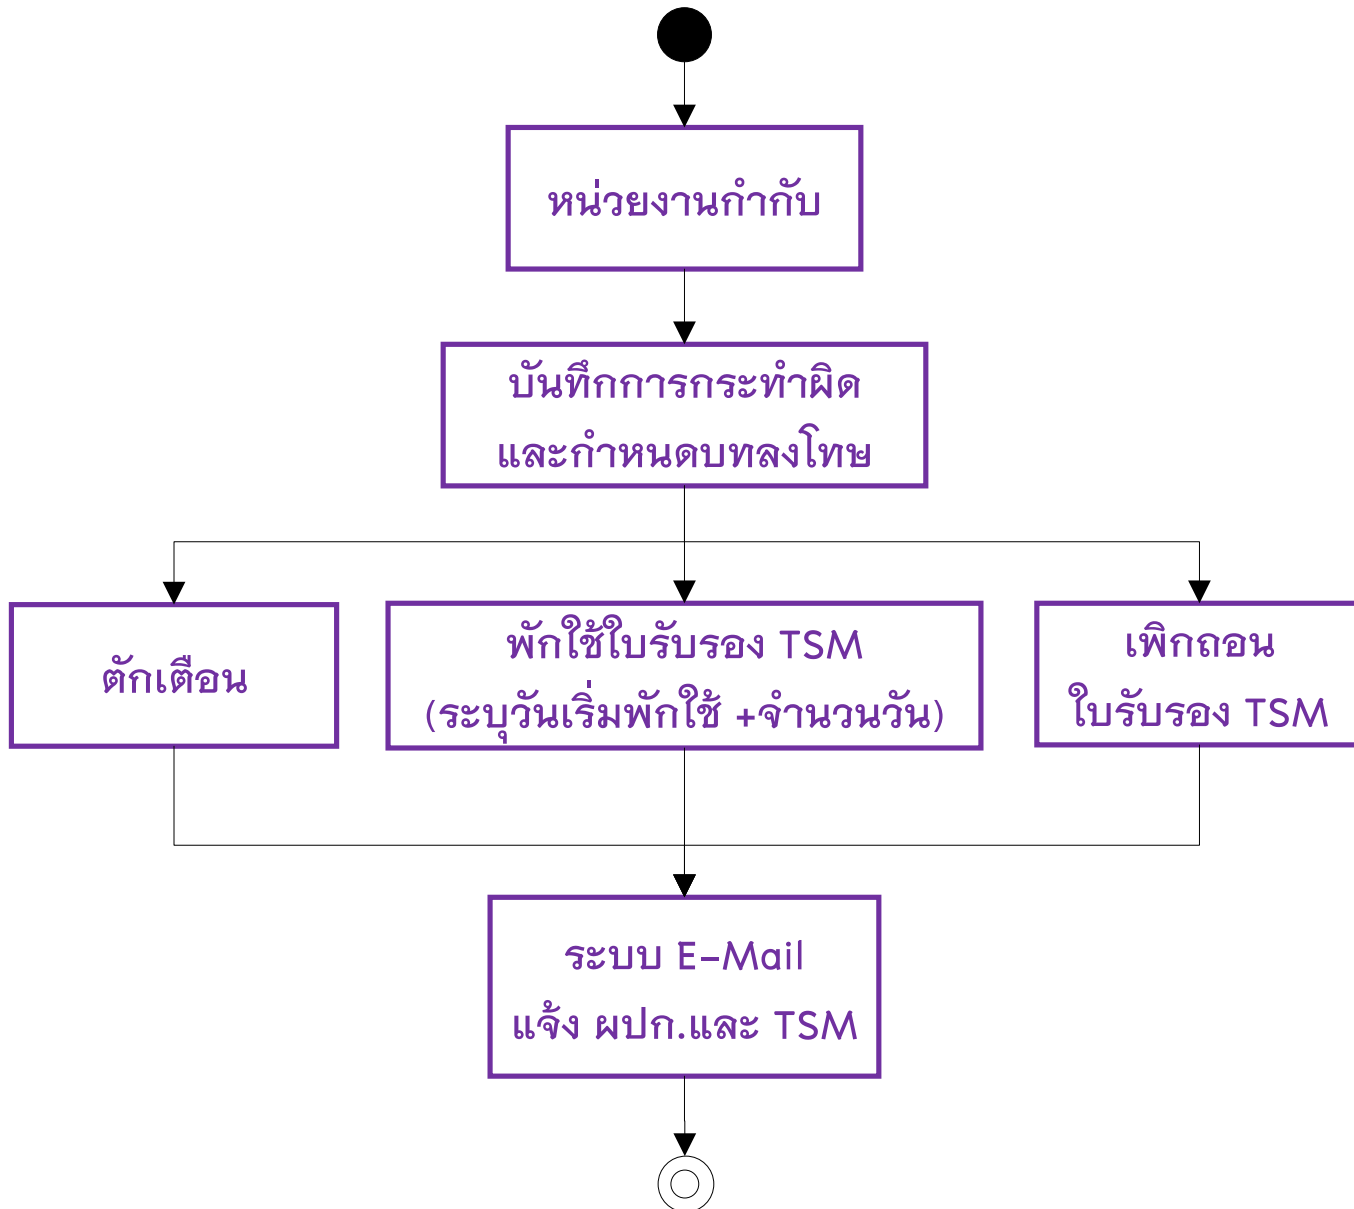 หน่วยงานกำกับ
บันทึกการกระทำผิด
และกำหนดบทลงโทษ
ตักเตือน
พักใช้ใบรับรอง TSM
(ระบุวันเริ่มพักใช้ +จำนวนวัน)
เพิกถอน
ใบรับรอง TSM
ระบบ E-Mail
แจ้ง ผปก.และ TSM